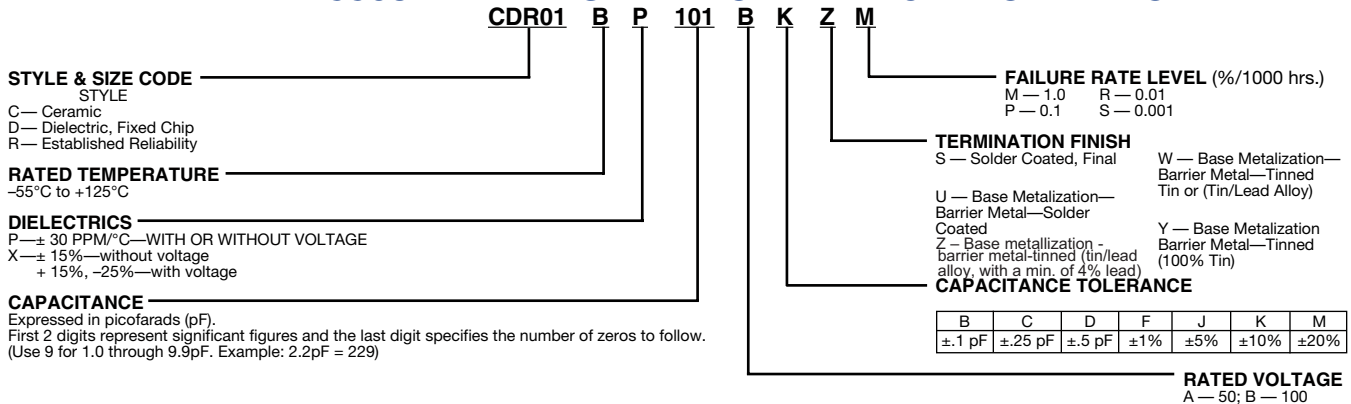 CDR01 B P 101 B K Z M
STYLE & SIZE CODE
STYLE
C— Ceramic
D— Dielectric, Fixed Chip
R— Established Reliability
RATED TEMPERATURE
–55°C to +125°C
DIELECTRICS
P—± 30 PPM/°C—WITH OR WITHOUT VOLTAGE
X—± 15%—without voltage
+ 15%, –25%—with voltage
CAPACITANCE
Expressed in picofarads (pF).
First 2 digits represent significant figures and the last digit specifies the number of zeros to follow.
(Use 9 for 1.0 through 9.9pF. Example: 2.2pF = 229)
FAILURE RATE LEVEL (%/1000 hrs.)
M — 1.0 R — 0.01
P — 0.1 S — 0.001
TERMINATION FINISH
S — Solder Coated, Final
U — Base Metalization—
Barrier Metal—Solder
Coated
Z – Base metallization -
barrier metal-tinned (tin/lead
alloy, with a min. of 4% lead)
W — Base Metalization—
Barrier Metal—Tinned
Tin or (Tin/Lead Alloy)
Y — Base Metalization
Barrier Metal—Tinned
(100% Tin)
CAPACITANCE TOLERANCE
B C D F J K M
±.1 pF ±.25 pF ±.5 pF ±1% ±5% ±10% ±20%
RATED VOLTAGE
A — 50; B — 100